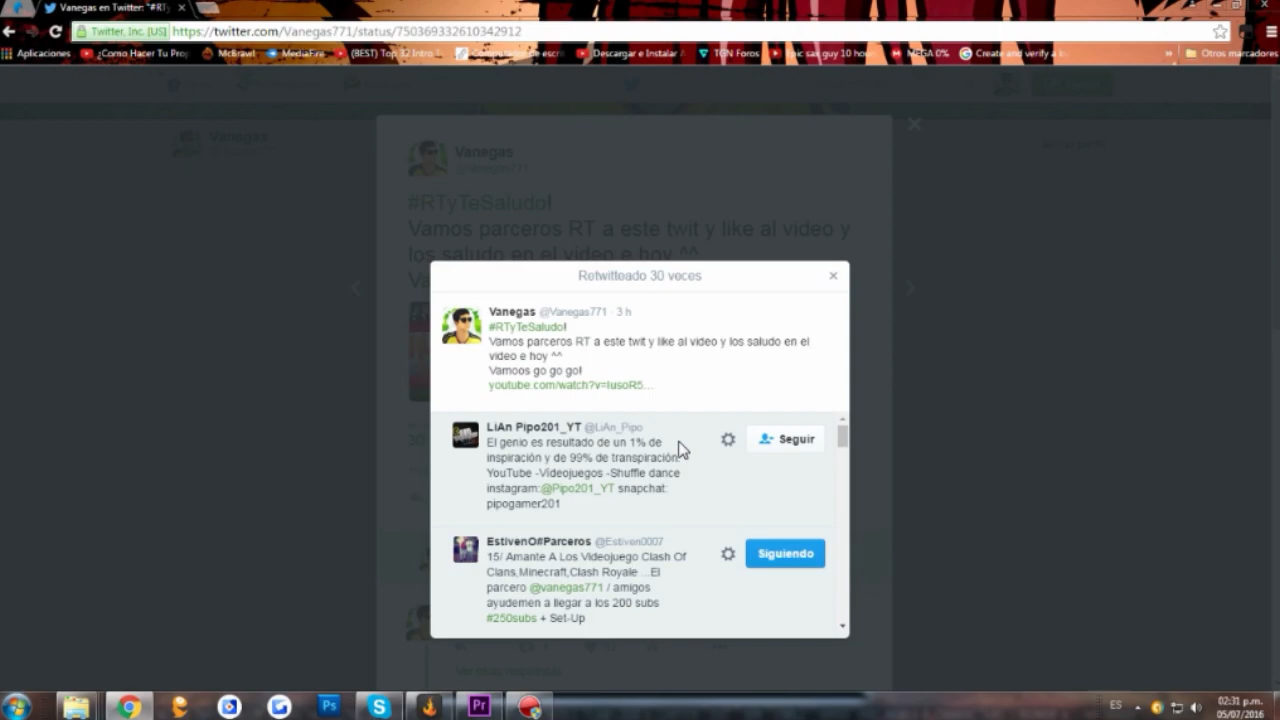 Vanegas en Twitter: "#RTy
Twitter, Inc. [US] https://twitter.com/Vanegas771/status/750369332610342912
Aplicaciones ¿Como Hacer Tu Pro McBrawl MediaFire (BEST) Top 32 Intro Descargar e Instalar TGN Foros Epic sax guy 10 hour MEGA 0% Create and verify a Otros marcadores
Vanegas
Vanegas
@Vanegas771
#RTyTeSaludo!
Vamos parceros RT a este twit y like al video y
los saludo en el video e hoy ^^
Retwitteado 30 veces
Vanegas @Vanegas771 · 3 h
#RTyTeSaludo!
Vamos parceros RT a este twit y like al video y los saludo en el
video e hoy ^^
Vamoos go go go!
youtube.com/watch?v=IusoR5...
LiAn Pipo201_YT @LiAn_Pipo
El genio es resultado de un 1% de
inspiración y de 99% de transpiración.
YouTube -Videojuegos -Shuffle dance
instagram:@Pipo201_YT snapchat:
pipogamer201
Seguir
EstivenO#Parceros @Estiven0007
15/ Amante A Los Videojuego Clash Of
Clans,Minecraft,Clash Royale ...El
parcero @vanegas771 / amigos
ayudemen a llegar a los 200 subs
#250subs + Set-Up
Siguiendo
Ps
Pr
ES
02:31 p.m.
05/07/2016